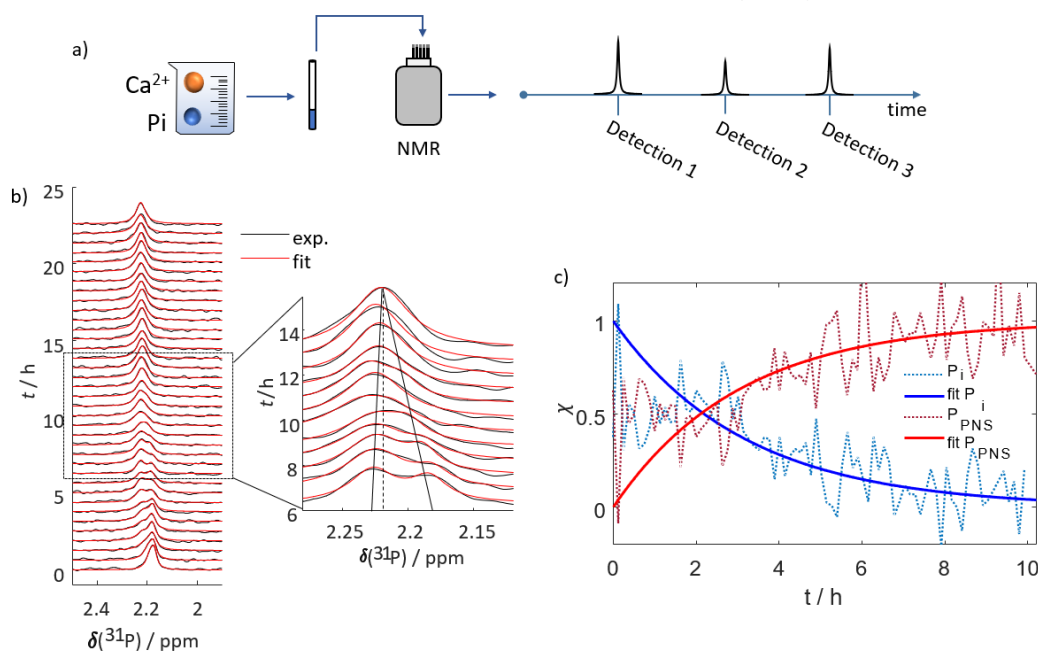 a)
Ca2+
Pi
NMR
time
Detection 1
Detection 2
Detection 3
b)
25
20
15
10
5
0
t / h
2.4 2.2 2
δ(31P) / ppm
exp.
fit
14
12
10
8
6
t/h
2.25 2.2 2.15
δ(31P) / ppm
c)
1
0.5
0
χ
Pi
fit Pi
PPNS
fit PPNS
0 2 4 6 8 10
t / h